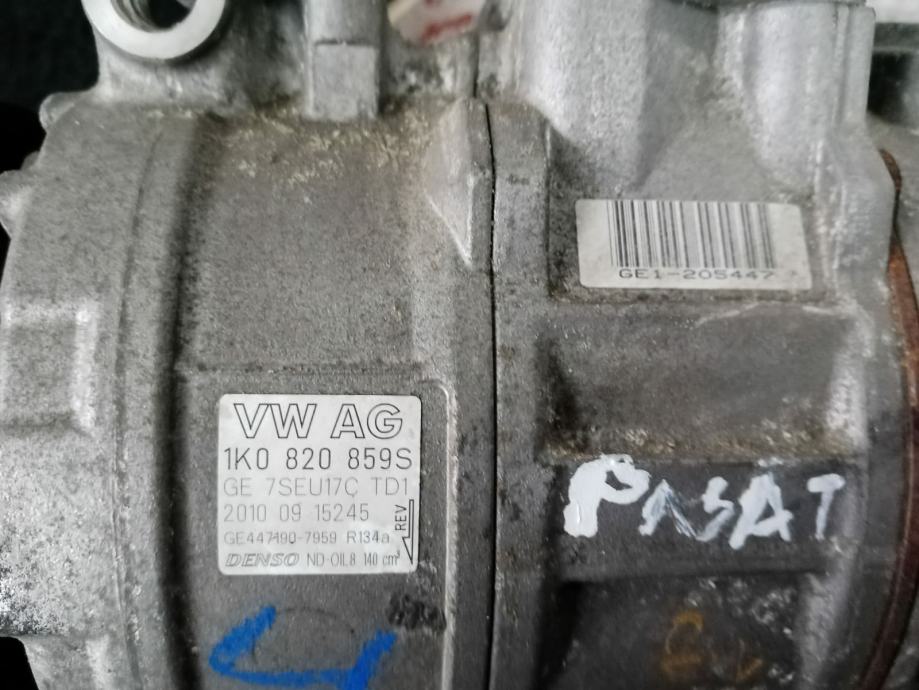 GE1-205447
VW AG
1K0 820 859S
GE 7SEU17C TD1
2010 09 15245
GE447190-7959 R134a
DENSO ND-OIL8 140 cm³
REV
PASAT